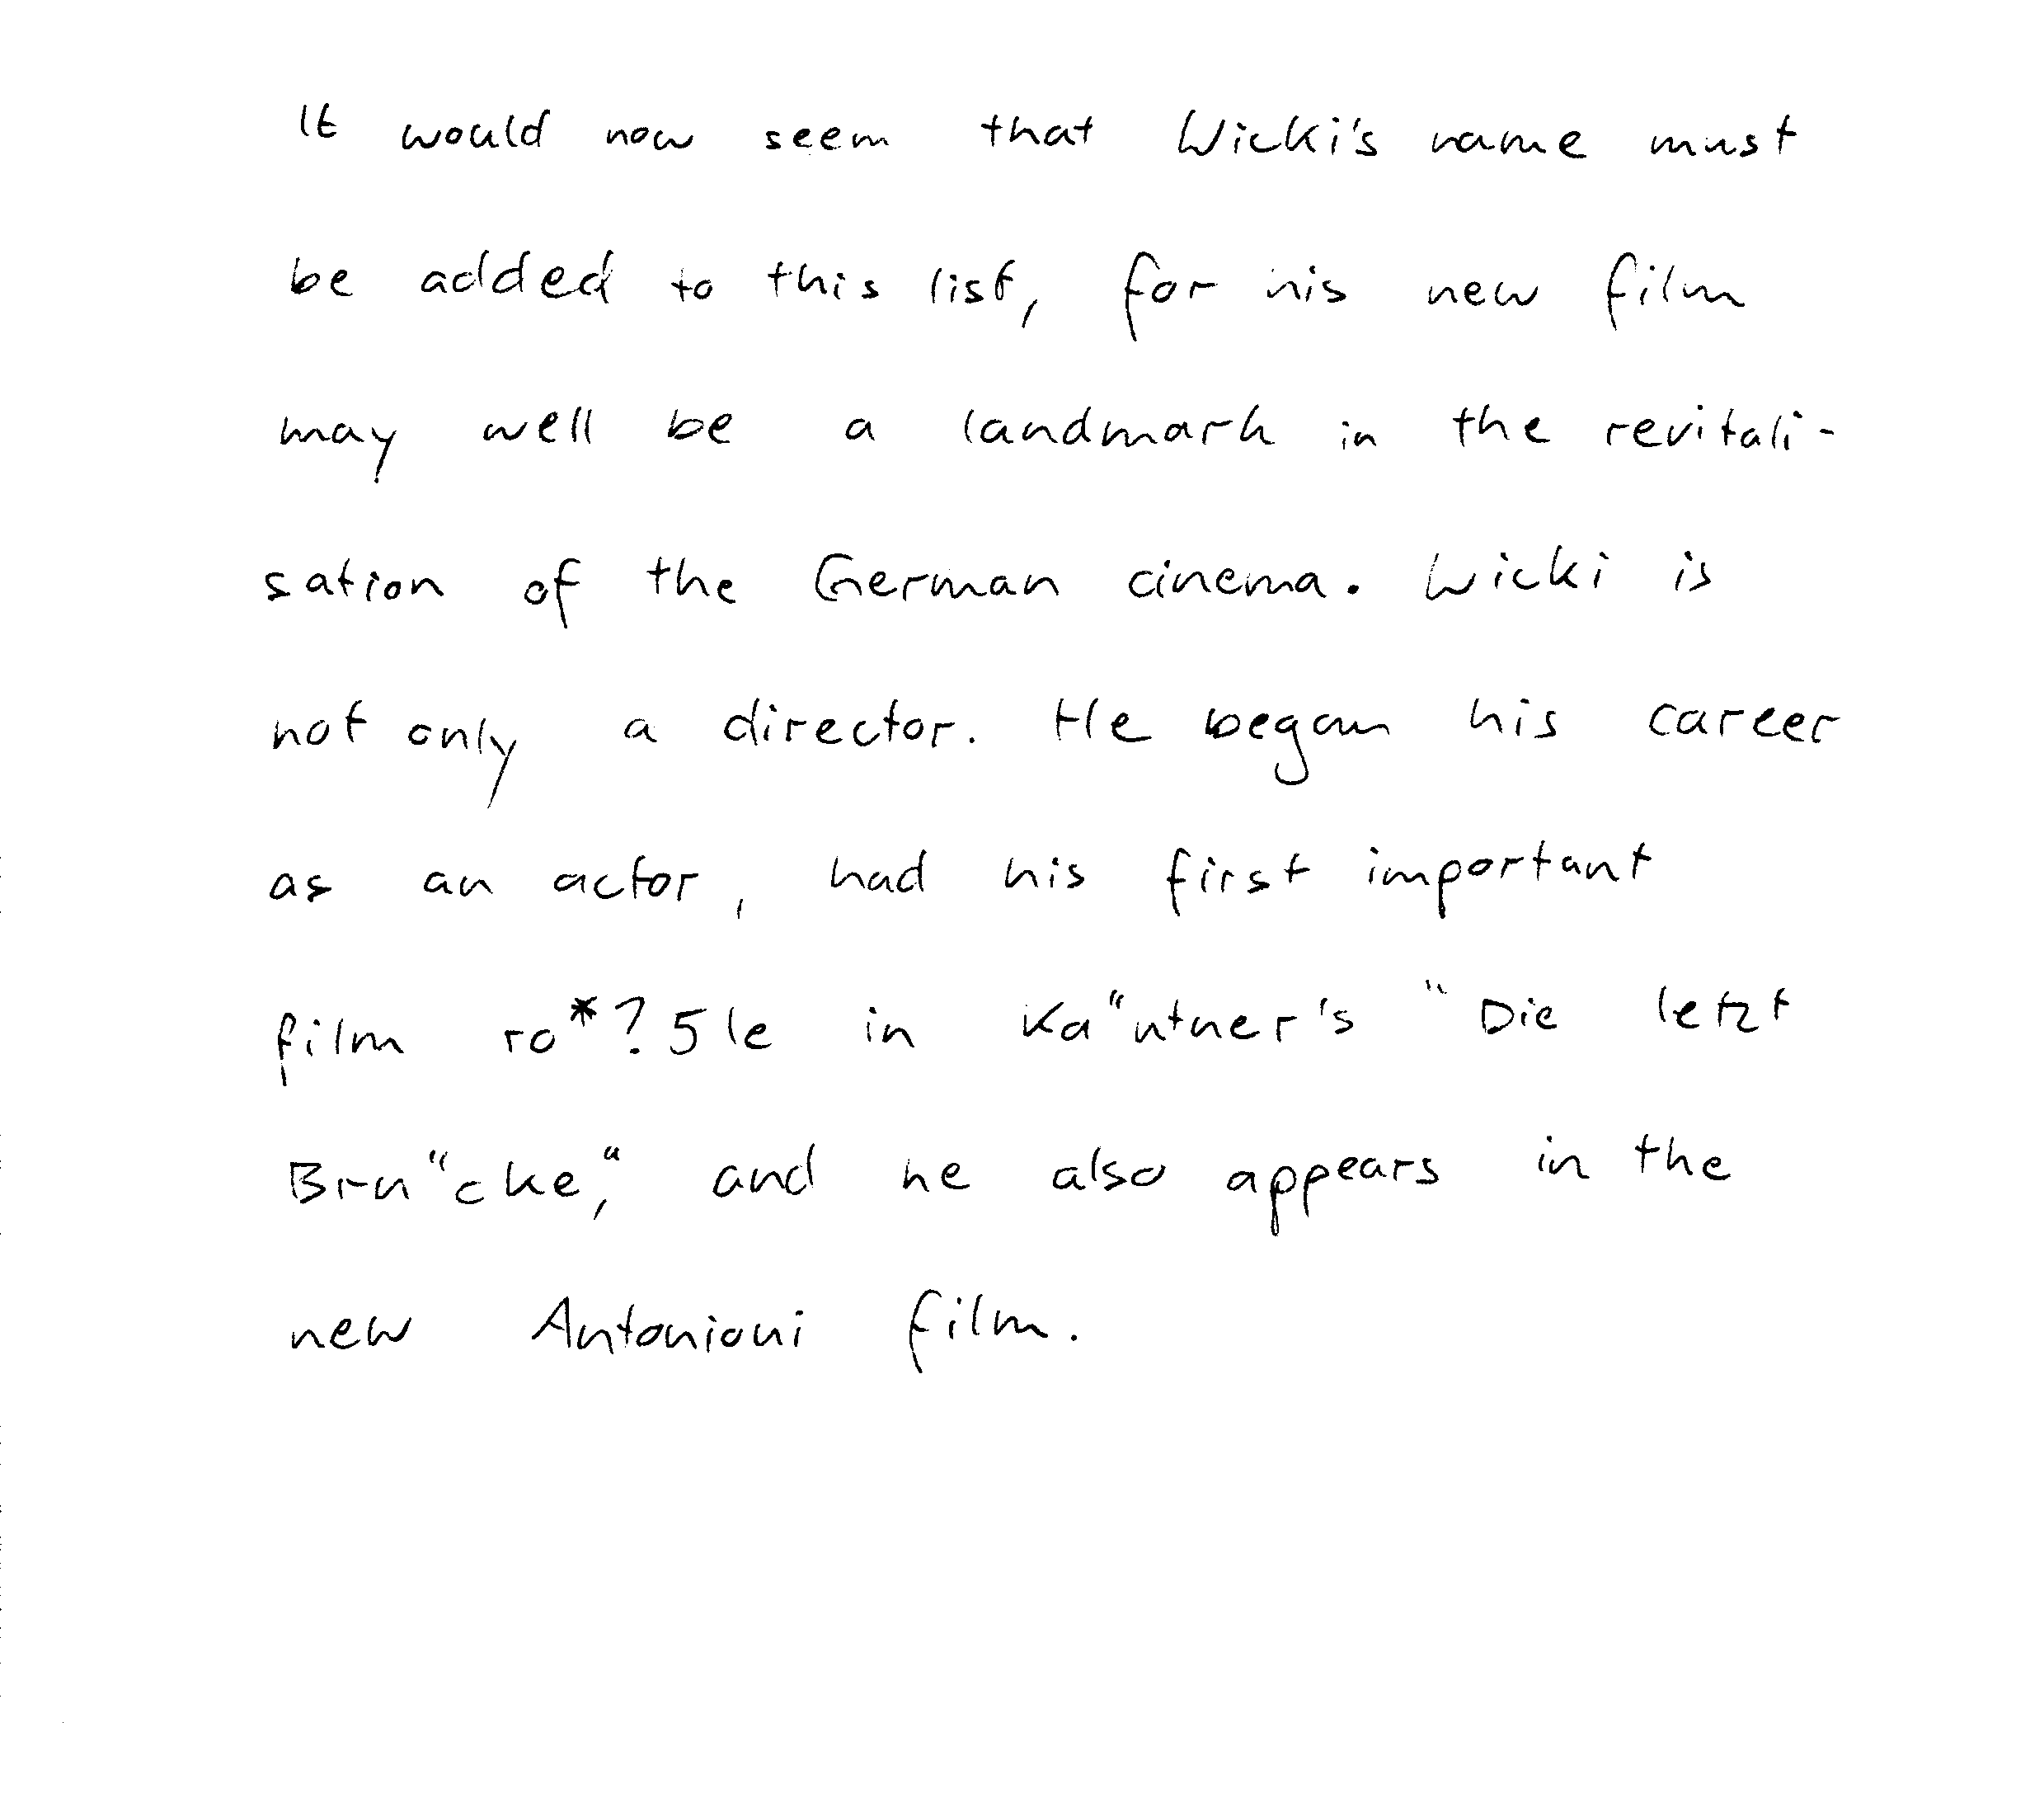 It would now seem that Wicki's name must
be added to this list, for his new film
may well be a landmark in the revitali-
sation of the German cinema. Wicki is
not only a director. He began his career
as an actor, had his first important
film ro*?5le in Ka"utner's "Die letzt
Bru"cke," and he also appears in the
new Antonioni film.